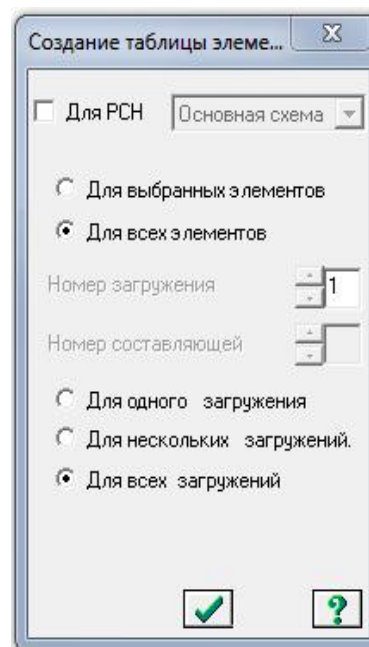 Создание таблицы элеме...
Для РСН Основная схема
Для выбранных элементов
Для всех элементов
Номер загружения 1
Номер составляющей
Для одного загружения
Для нескольких загружений.
Для всех загружений
?